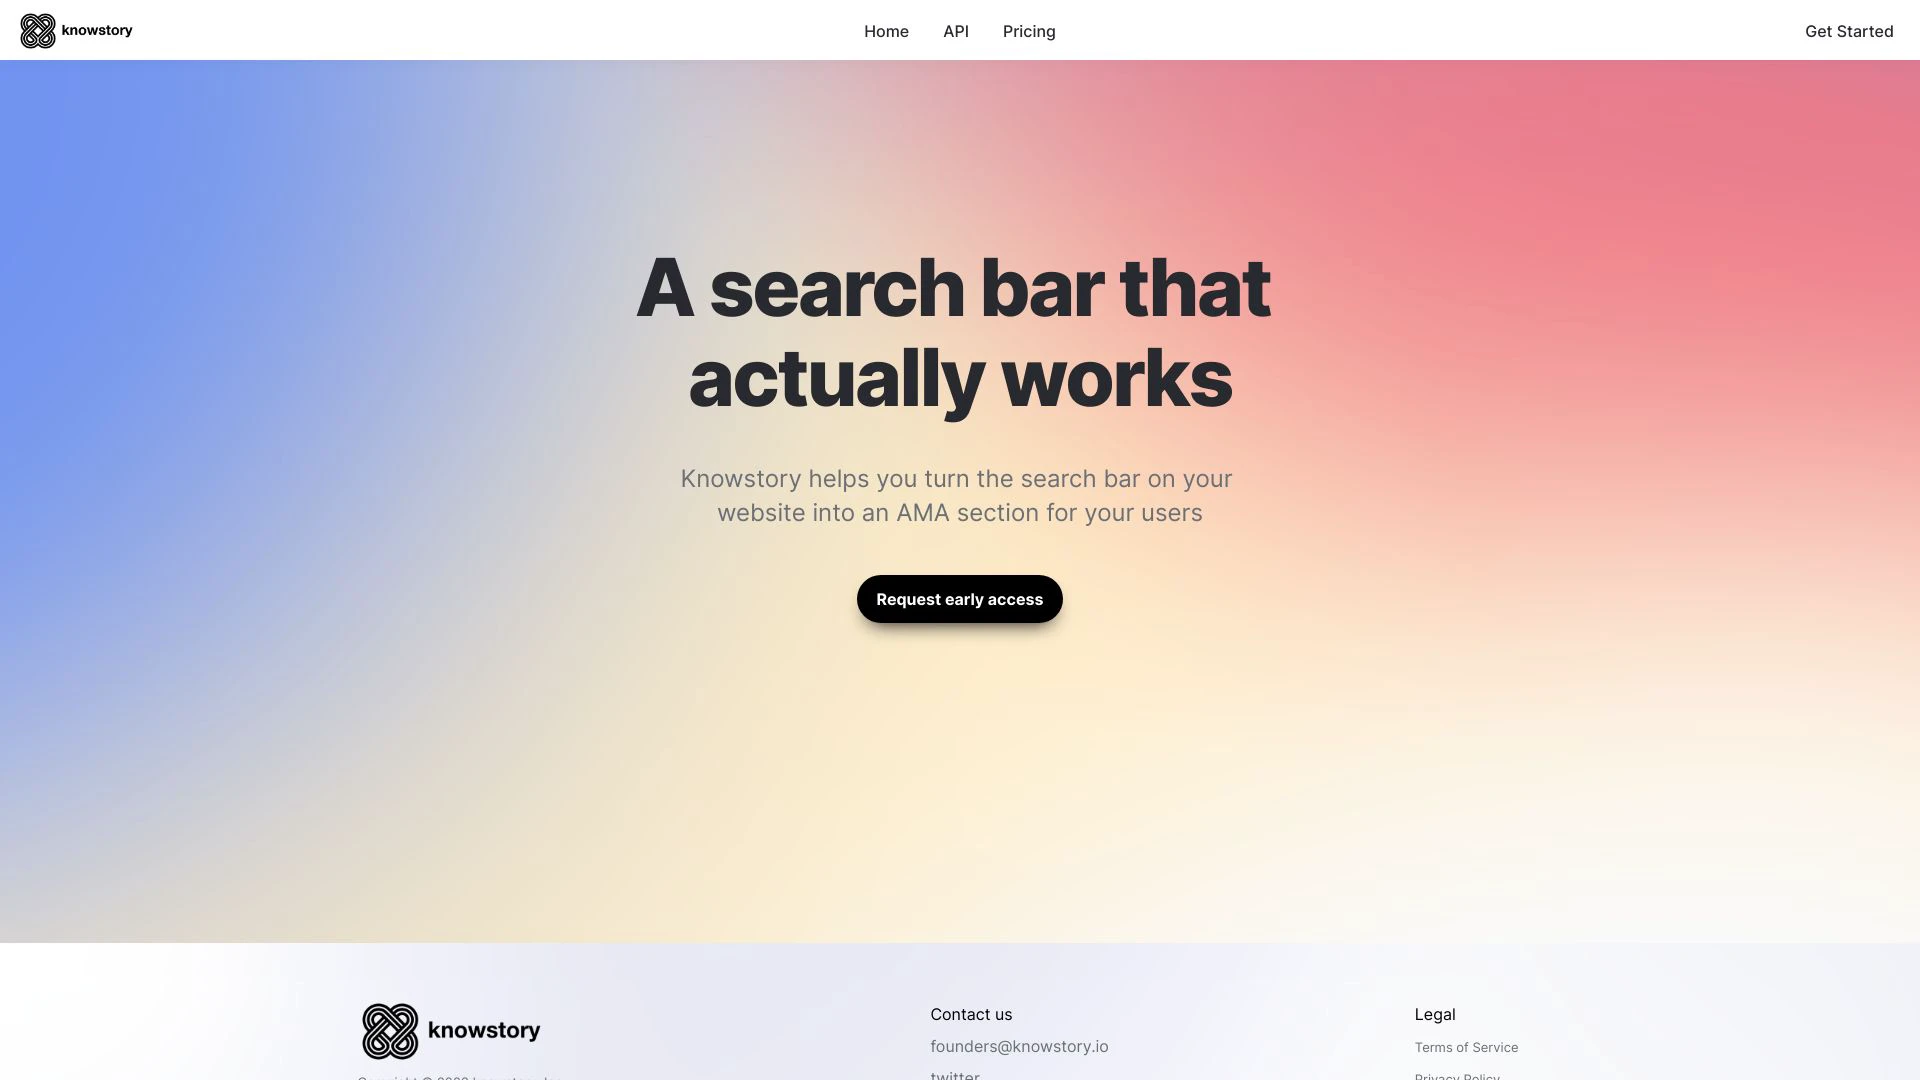 knowstory
Home
API
Pricing
Get Started
A search bar that
actually works
Knowstory helps you turn the search bar on your
website into an AMA section for your users
Request early access
knowstory
Contact us
founders@knowstory.io
twitter
Legal
Terms of Service
Privacy Policy